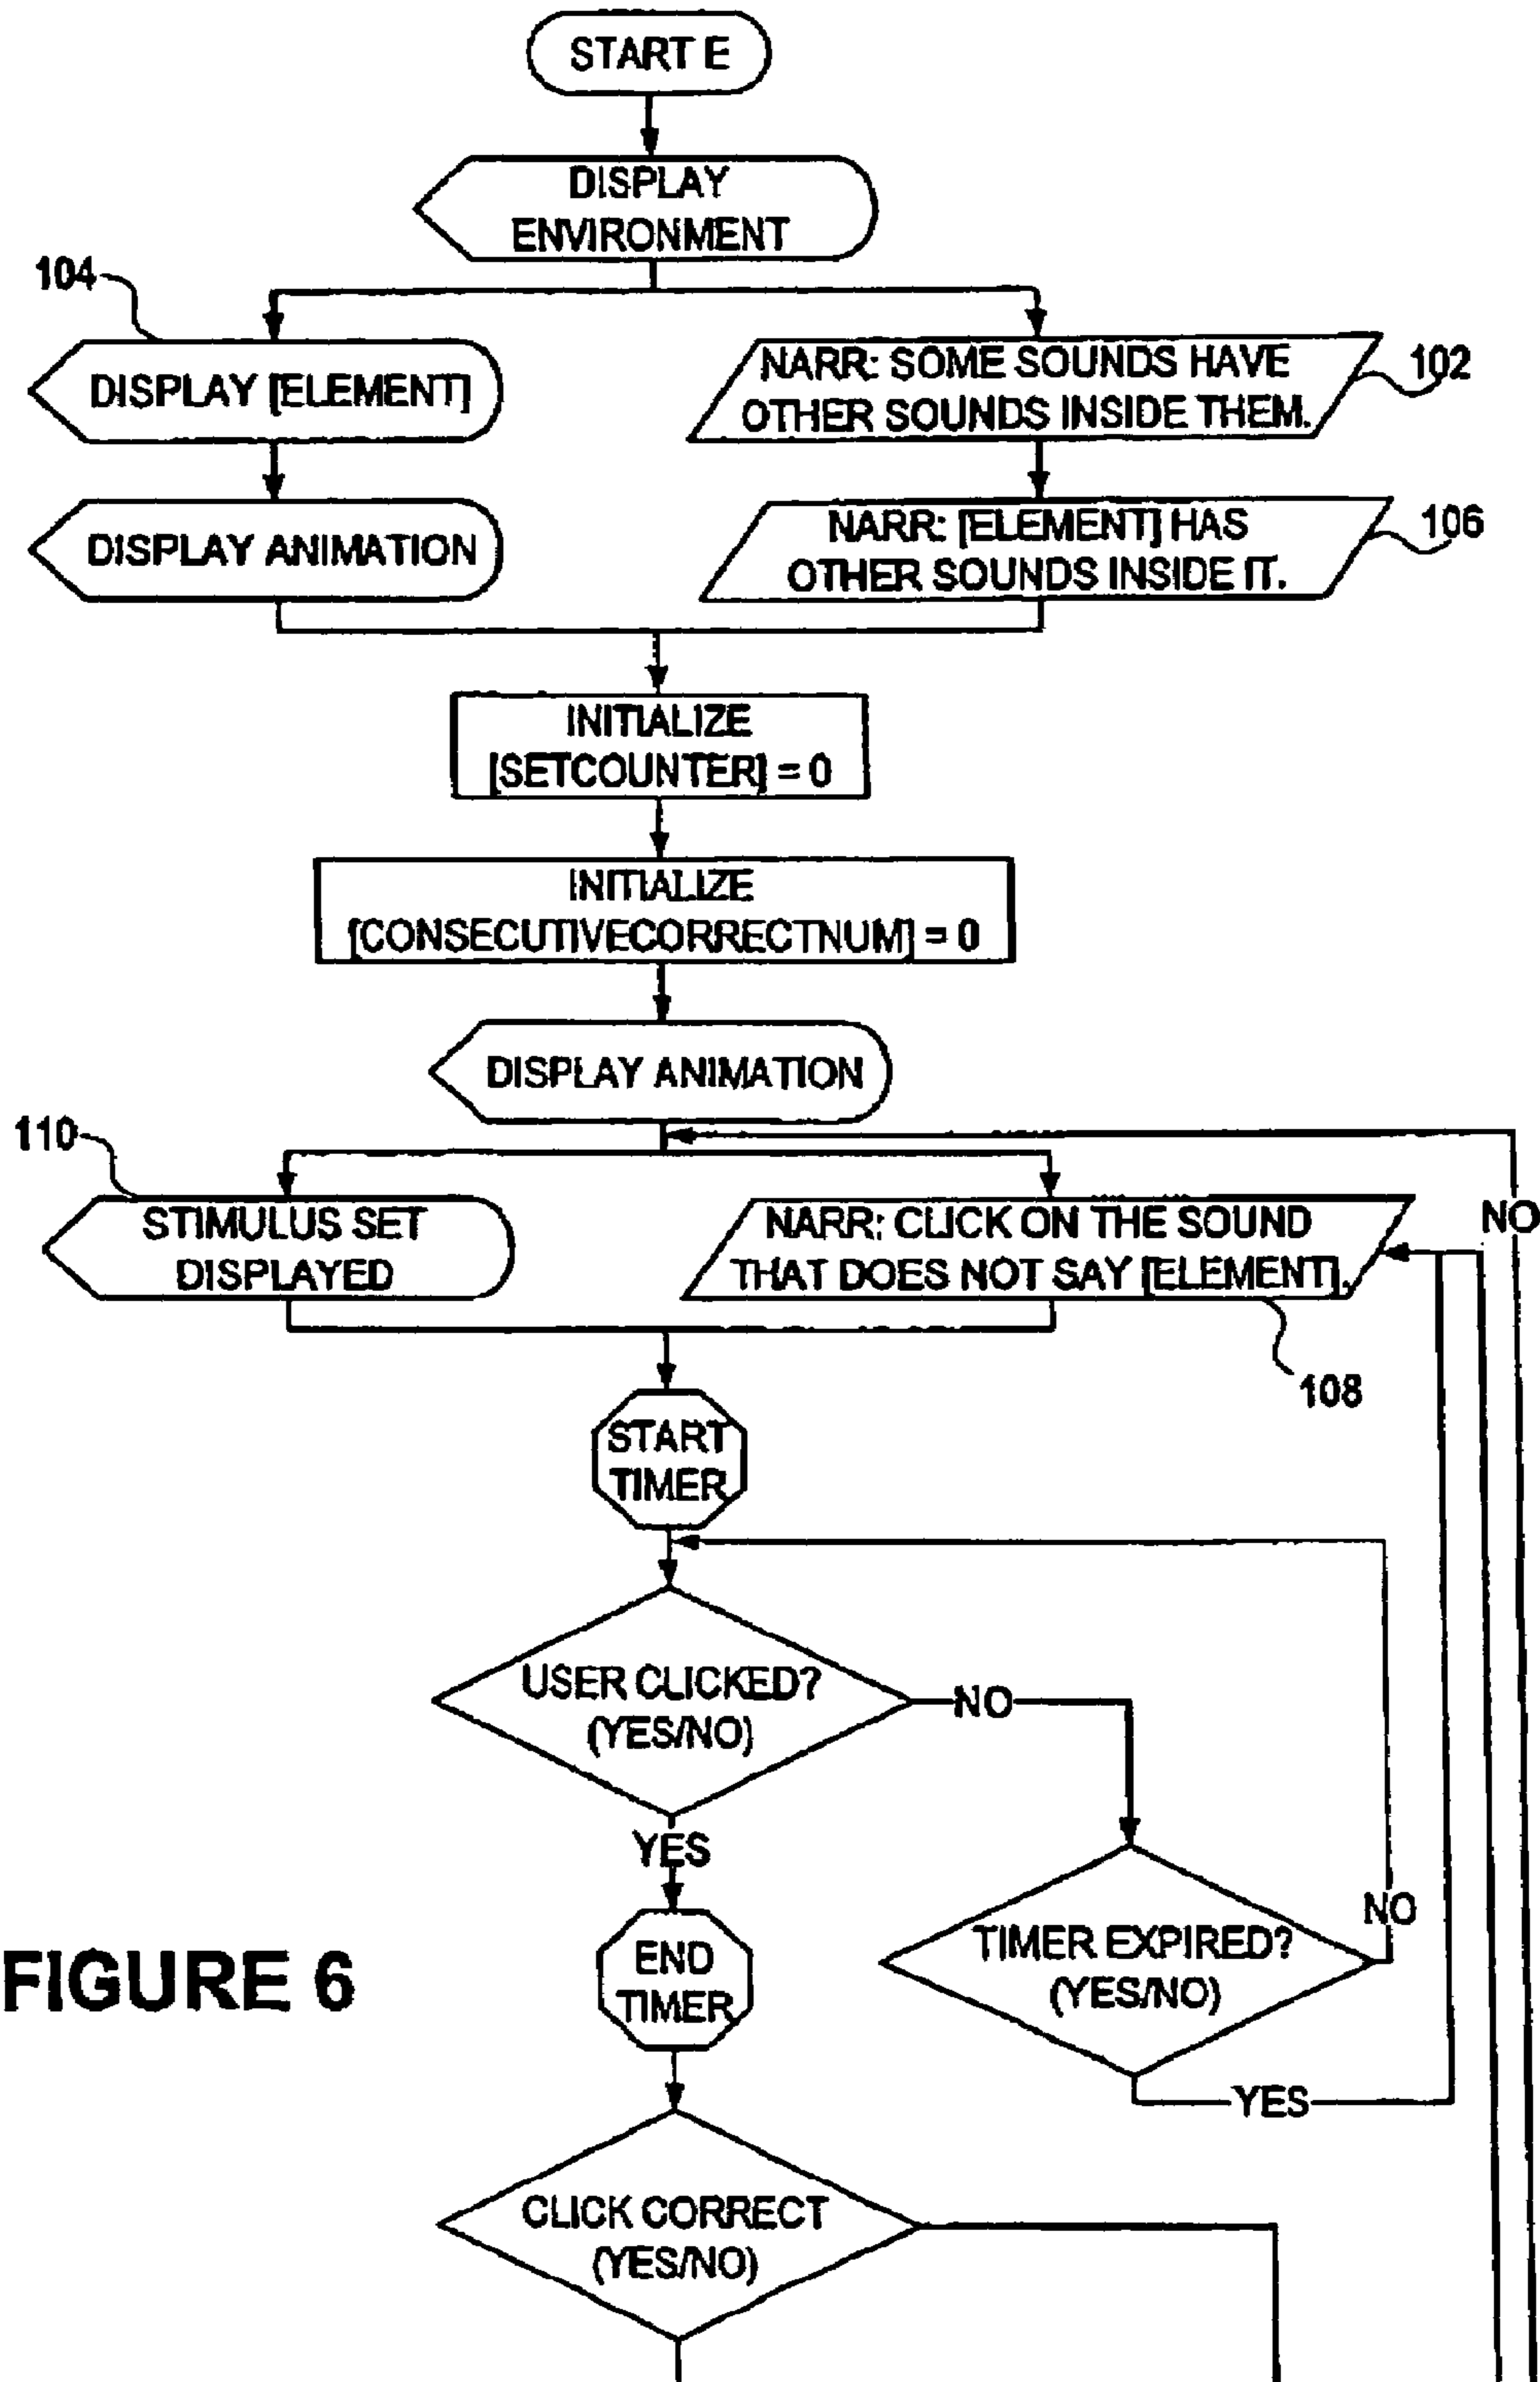 START E
DISPLAY
ENVIRONMENT
104
DISPLAY [ELEMENT]
NARR: SOME SOUNDS HAVE
OTHER SOUNDS INSIDE THEM.
102
DISPLAY ANIMATION
NARR: [ELEMENT] HAS
OTHER SOUNDS INSIDE IT.
106
INITIALIZE
[SETCOUNTER] = 0
INITIALIZE
[CONSECUTIVECORRECTNUM] = 0
DISPLAY ANIMATION
110
STIMULUS SET
DISPLAYED
NARR: CLICK ON THE SOUND
THAT DOES NOT SAY [ELEMENT].
NO
108
START
TIMER
USER CLICKED?
(YES/NO)
NO
YES
TIMER EXPIRED?
(YES/NO)
NO
YES
END
TIMER
FIGURE 6
CLICK CORRECT
(YES/NO)